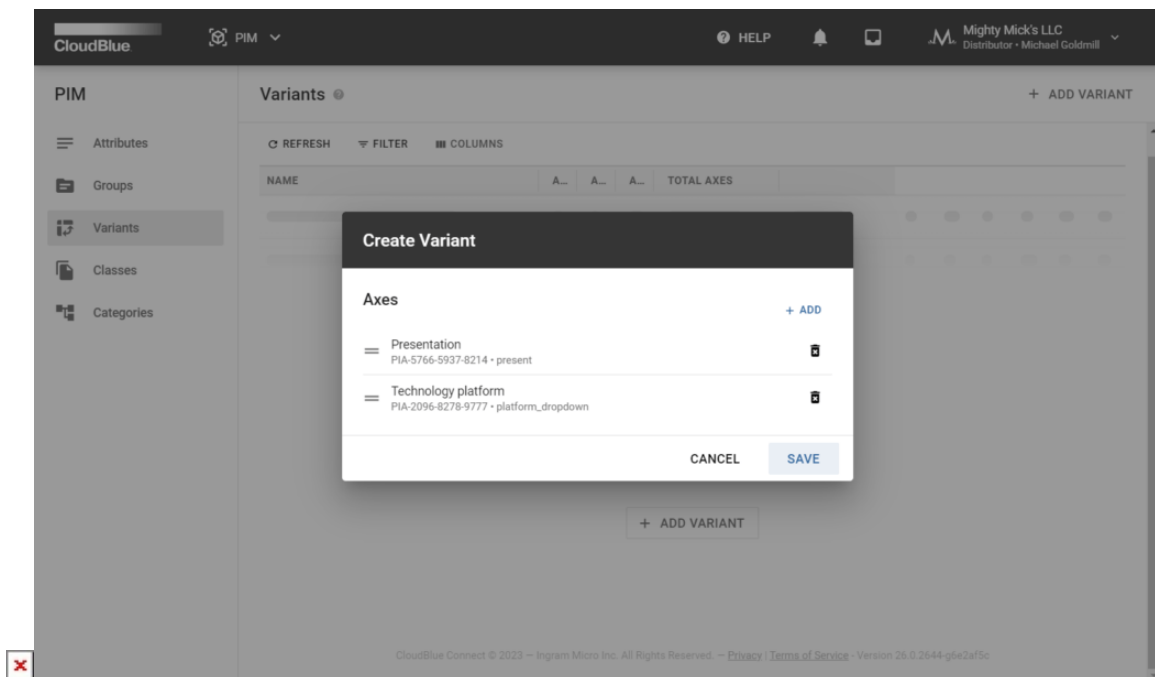 CloudBlue
PIM
HELP
Mighty Mick's LLC
Distributor • Michael Goldmill
PIM
Variants
+ ADD VARIANT
Attributes
Groups
Variants
Classes
Categories
REFRESH FILTER COLUMNS
NAME A... A... A... TOTAL AXES
Create Variant
Axes
+ ADD
Presentation
PIA-5766-5937-8214 • present
Technology platform
PIA-2096-8278-9777 • platform_dropdown
CANCEL SAVE
+ ADD VARIANT
CloudBlue Connect © 2023 — Ingram Micro Inc. All Rights Reserved. — Privacy | Terms of Service - Version 26.0.2644-g6e2af5c